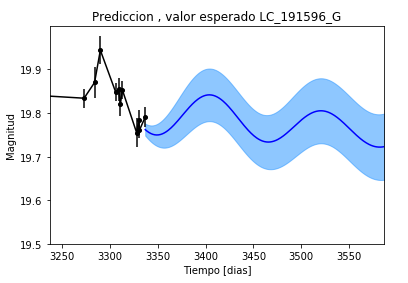 Prediccion , valor esperado LC_191596_G
19.9
19.8
19.7
19.6
19.5
Magnitud
3250 3300 3350 3400 3450 3500 3550
Tiempo [dias]